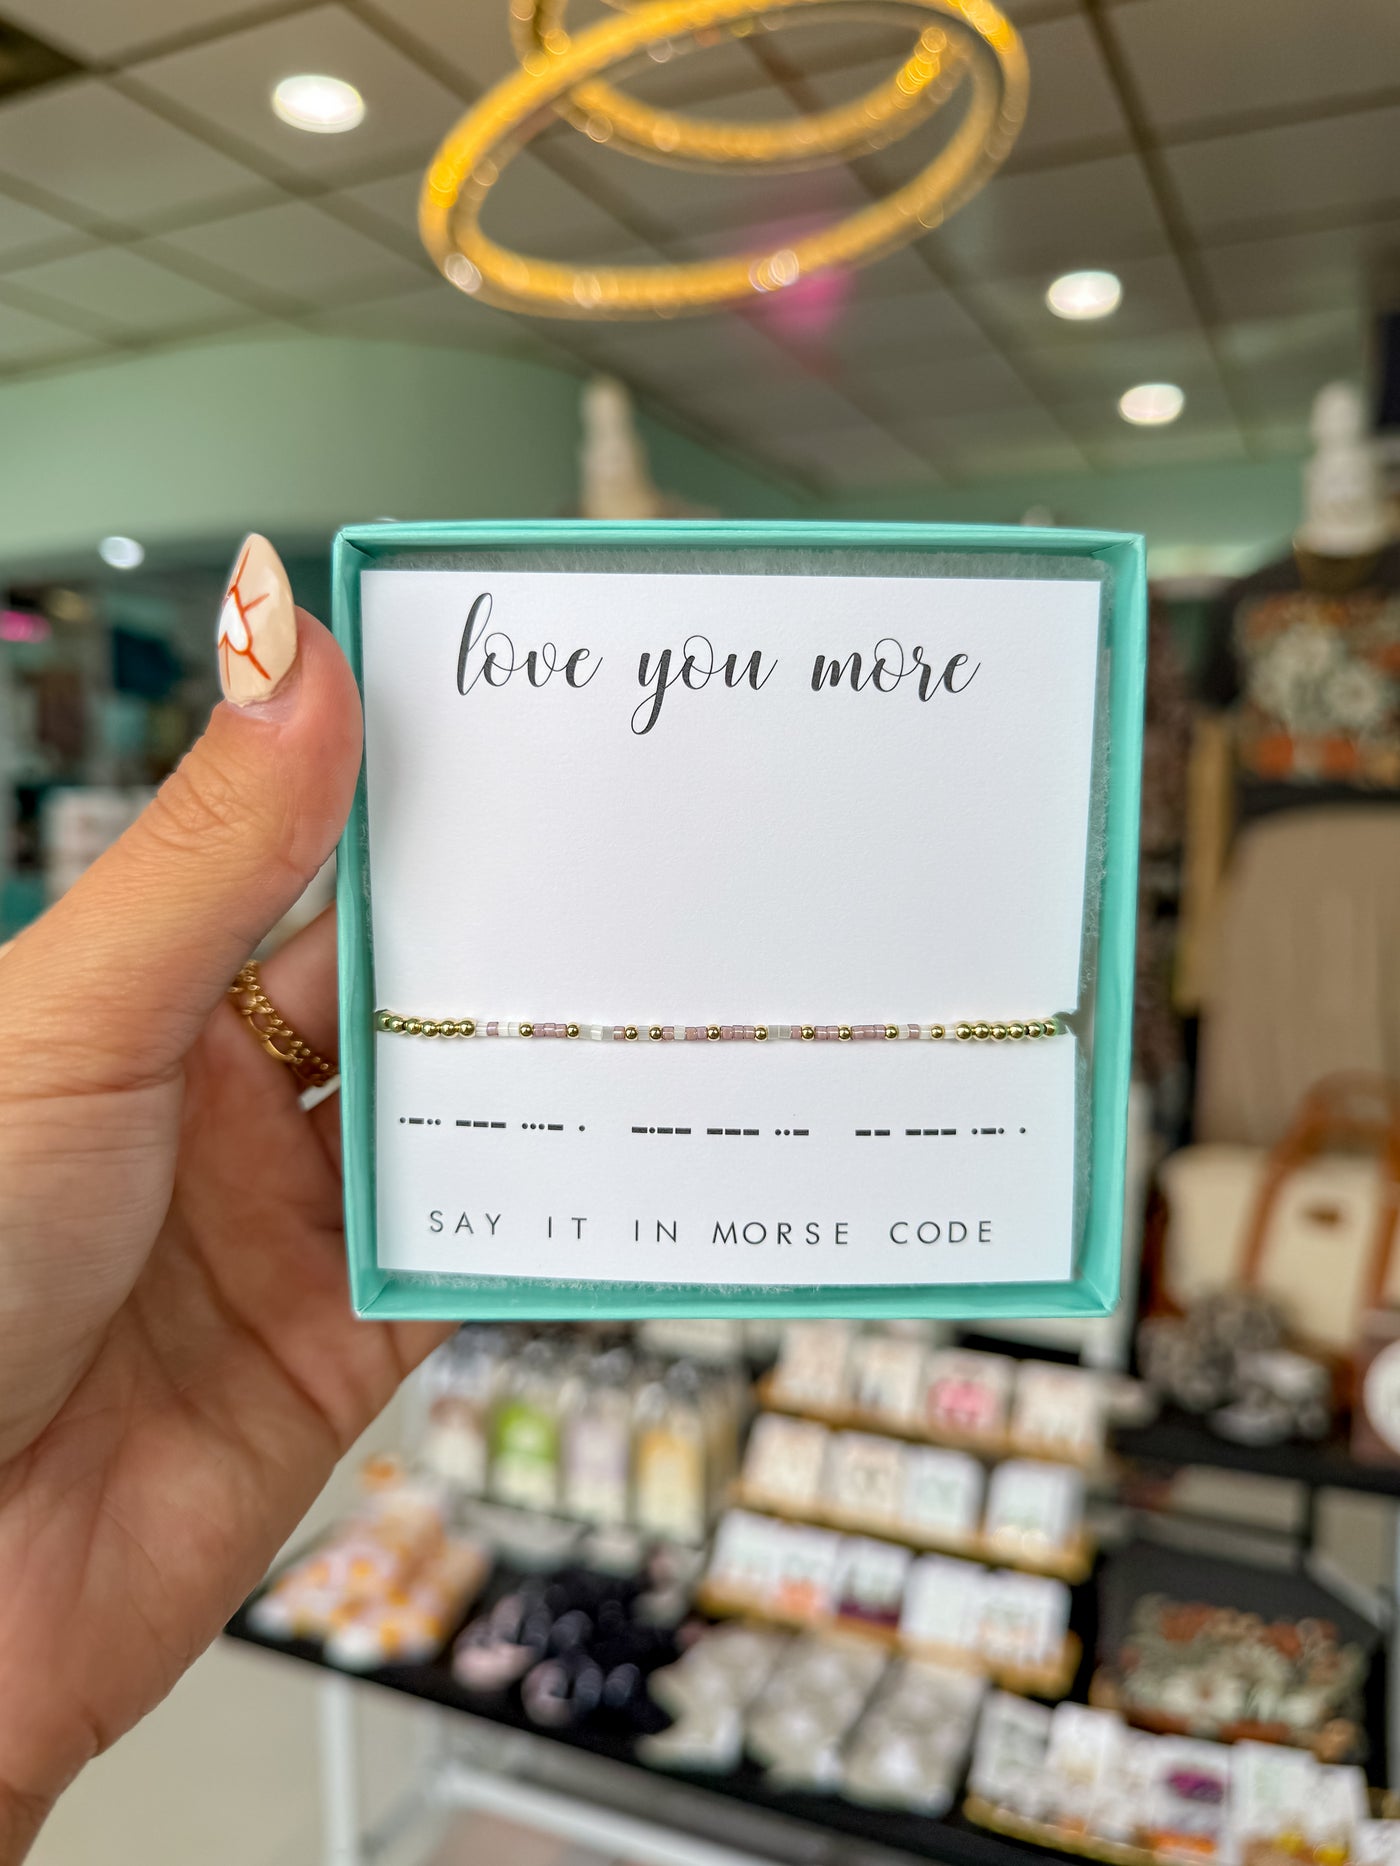 love you more
·-·· --- ···- · -·-- --- ··- -- --- ·-· ·
SAY IT IN MORSE CODE